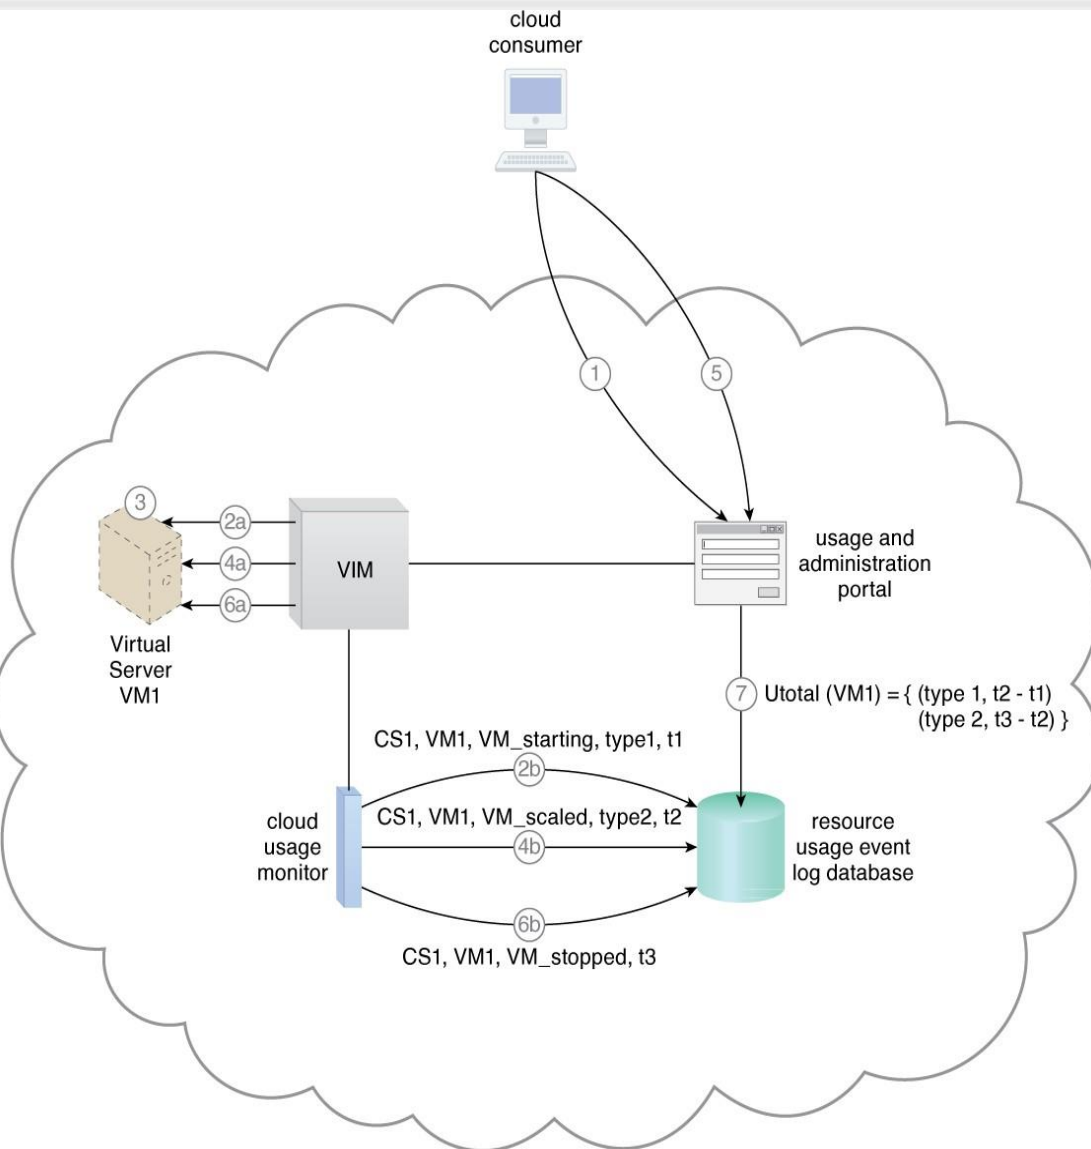 cloud
consumer
1
5
3
2a
4a
6a
VIM
usage and
administration
portal
Virtual
Server
VM1
7
Utotal (VM1) = { (type 1, t2 - t1)
(type 2, t3 - t2) }
CS1, VM1, VM_starting, type1, t1
2b
CS1, VM1, VM_scaled, type2, t2
4b
cloud
usage
monitor
resource
usage event
log database
6b
CS1, VM1, VM_stopped, t3